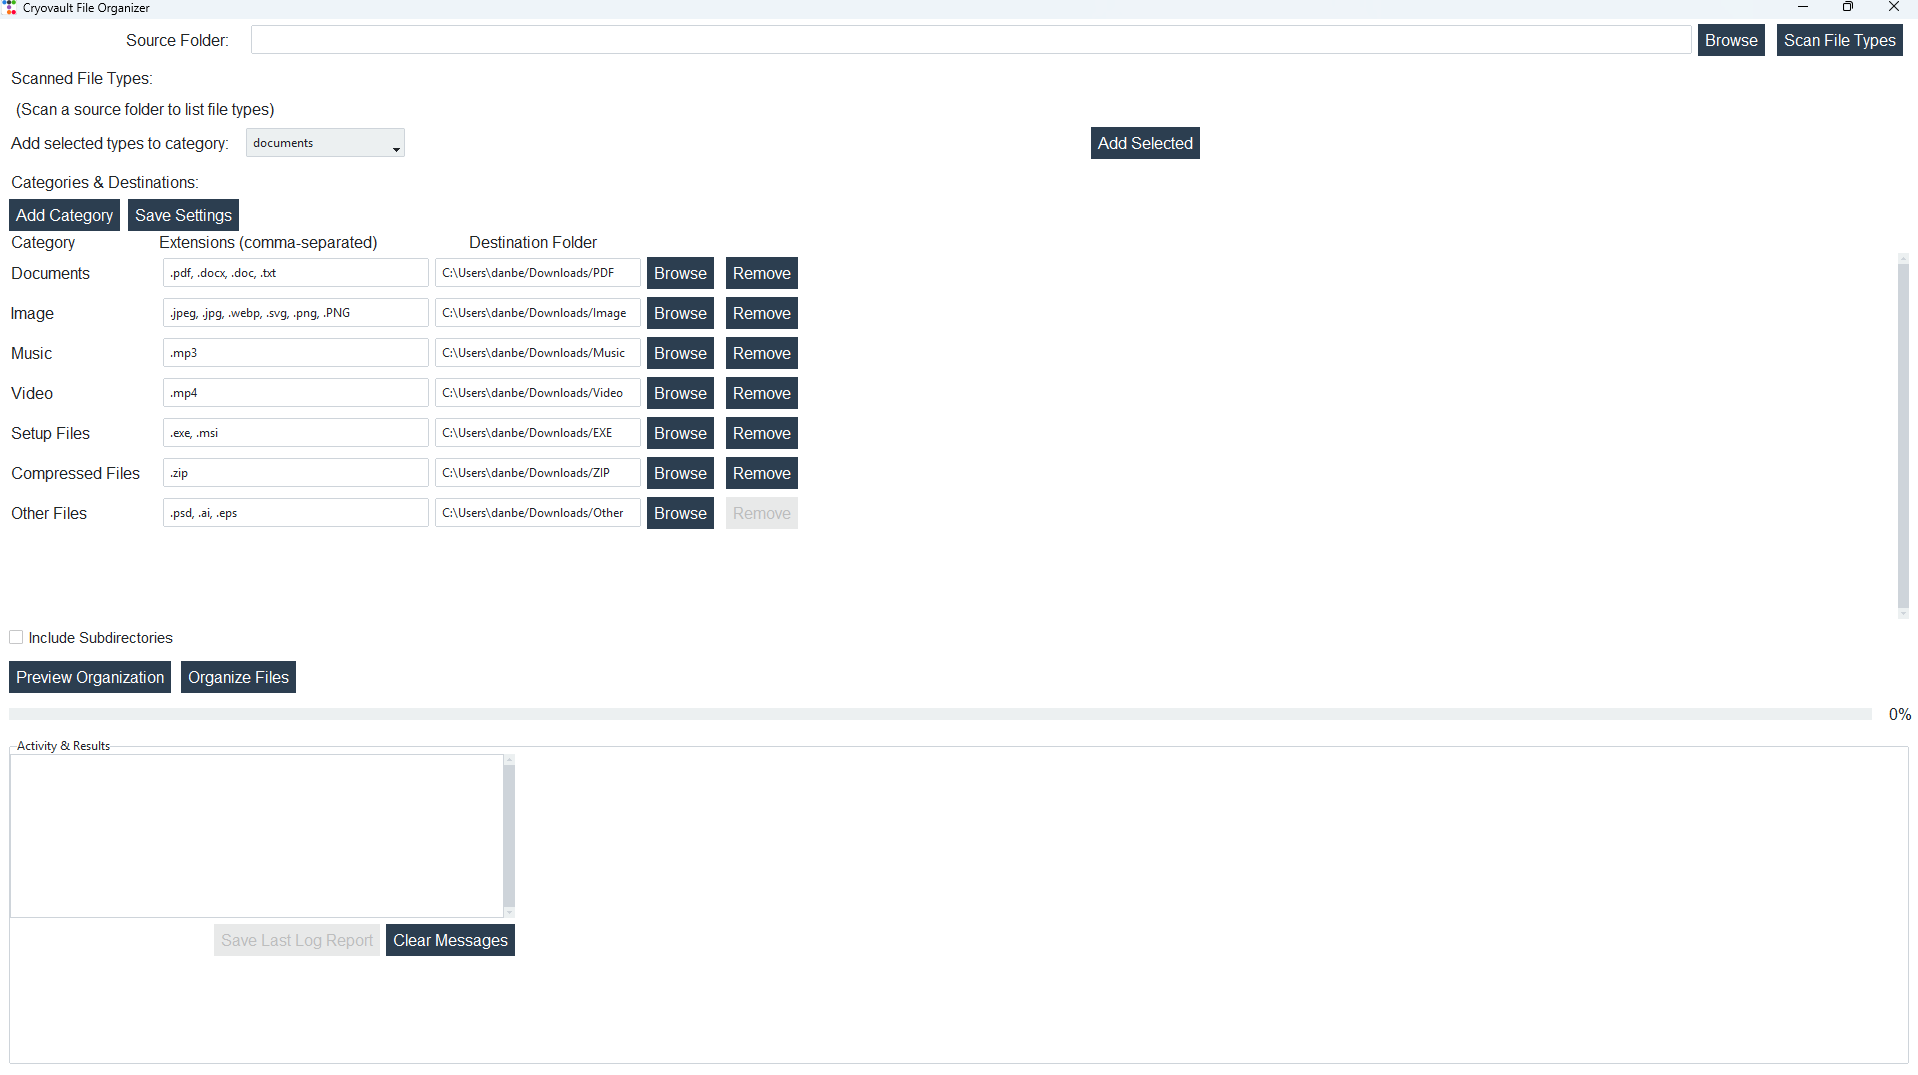 Cryovault File Organizer
Source Folder: Browse Scan File Types
Scanned File Types:
(Scan a source folder to list file types)
Add selected types to category: documents Add Selected
Categories & Destinations:
Add Category Save Settings
Category Extensions (comma-separated) Destination Folder
Documents .pdf, .docx, .doc, .txt C:\Users\danbe/Downloads/PDF Browse Remove
Image .jpeg, .jpg, .webp, .svg, .png, .PNG C:\Users\danbe/Downloads/Image Browse Remove
Music .mp3 C:\Users\danbe/Downloads/Music Browse Remove
Video .mp4 C:\Users\danbe/Downloads/Video Browse Remove
Setup Files .exe, .msi C:\Users\danbe/Downloads/EXE Browse Remove
Compressed Files .zip C:\Users\danbe/Downloads/ZIP Browse Remove
Other Files .psd, .ai, .eps C:\Users\danbe/Downloads/Other Browse Remove
Include Subdirectories
Preview Organization Organize Files
0%
Activity & Results
Save Last Log Report Clear Messages